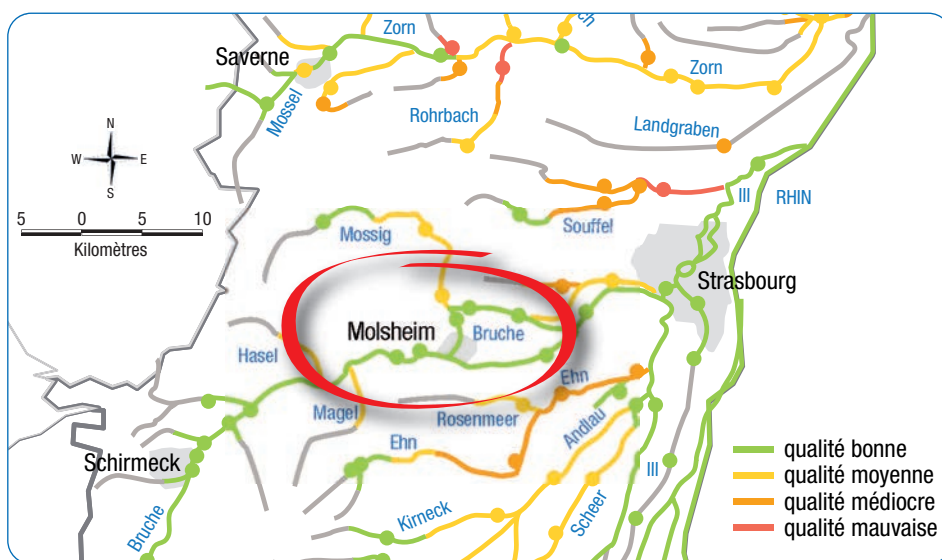 Zorn
ch
Saverne
Zorn
Mossel
Rohrbach
Landgraben
N
W E
S
5 0 5 10
Kilomètres
Ill
RHIN
Souffel
Mossig
Strasbourg
Molsheim
Bruche
Hasel
Ehn
Magel
Rosenmeer
Andlau
Ehn
Schirmeck
Ill
Kirneck
Scheer
Bruche
qualité bonne
qualité moyenne
qualité médiocre
qualité mauvaise